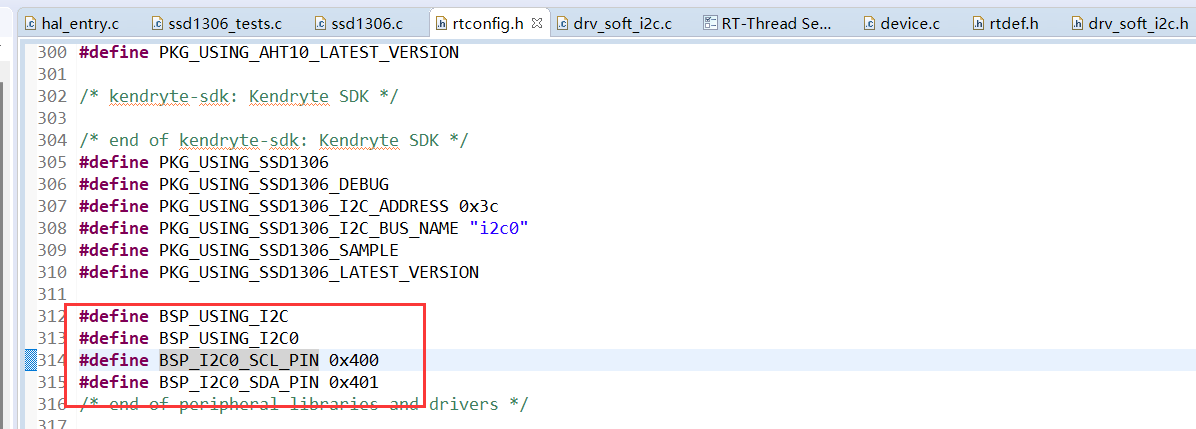 hal_entry.c ssd1306_tests.c ssd1306.c rtconfig.h drv_soft_i2c.c RT-Thread Se... device.c rtdef.h drv_soft_i2c.h
300 #define PKG_USING_AHT10_LATEST_VERSION
301
302 /* kendryte-sdk: Kendryte SDK */
303
304 /* end of kendryte-sdk: Kendryte SDK */
305 #define PKG_USING_SSD1306
306 #define PKG_USING_SSD1306_DEBUG
307 #define PKG_USING_SSD1306_I2C_ADDRESS 0x3c
308 #define PKG_USING_SSD1306_I2C_BUS_NAME "i2c0"
309 #define PKG_USING_SSD1306_SAMPLE
310 #define PKG_USING_SSD1306_LATEST_VERSION
311
312 #define BSP_USING_I2C
313 #define BSP_USING_I2C0
314 #define BSP_I2C0_SCL_PIN 0x400
315 #define BSP_I2C0_SDA_PIN 0x401
316 /* end of peripheral libraries and drivers */
317